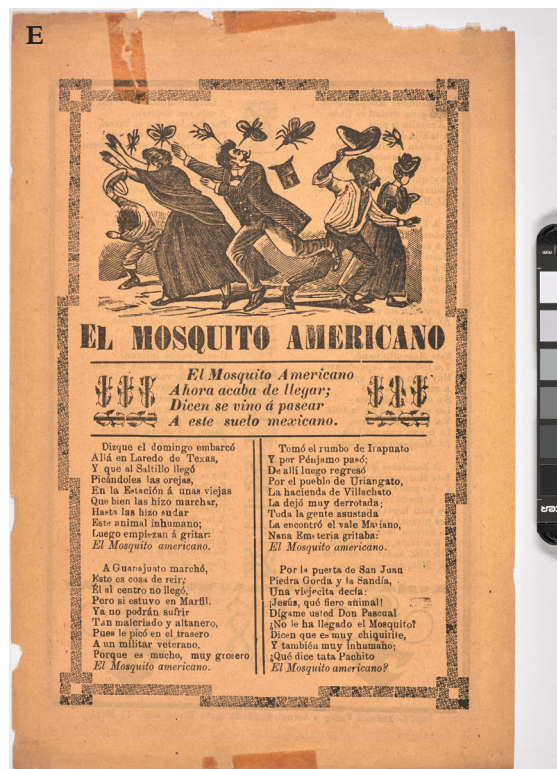 E
EL MOSQUITO AMERICANO
El Mosquito Americano
Ahora acaba de llegar;
Dicen se vino á pasear
A este suelo mexicano.
Dizque el domingo embarcó
Allá en Laredo de Texas,
Y que al Saltillo llegó
Picándoles las orejas,
En la Estación á unas viejas
Que bien las hizo marchar,
Hasta las hizo sudar
Este animal inhumano;
Luego empiezan á gritar:
El Mosquito americano.
A Guanajuato marchó,
Esto es cosa de reir;
Él al centro no llegó,
Pero si estuvo en Marfil.
Ya no podrán sufrir
Tan malcriado y altanero,
Pues le picó en el trasero
A un militar veterano,
Porque es mucho, muy grosero
El Mosquito americano.
Tomó el rumbo de Irapuato
Y por Pénjamo pasó;
De allí luego regresó
Por el pueblo de Uriangato,
La hacienda de Villachato
La dejó muy derrotada;
Toda la gente asustada
La encontró el vale Mariano,
Nana Emeteria gritaba:
El Mosquito americano.
Por la puerta de San Juan
Piedra Gorda y la Sandía,
Una viejecita decía:
¡Jesús, qué fiero animal!
Dígame usted Don Pascual
¿No le ha llegado el Mosquito?
Dicen que es muy chiquitite,
Y también muy inhumano;
¿Qué dice tata Pachito
El Mosquito americano?